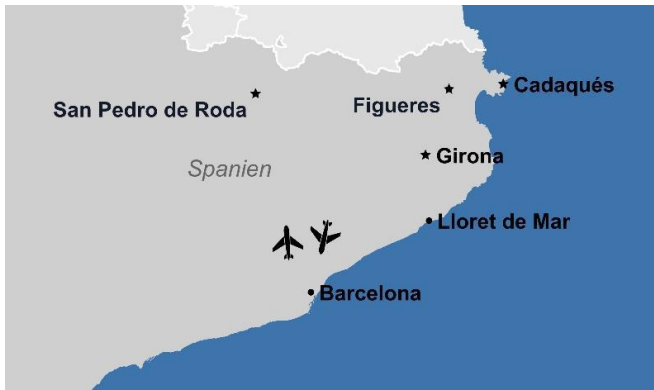 Cadaqués
San Pedro de Roda
Figueres
Girona
Spanien
Lloret de Mar
Barcelona